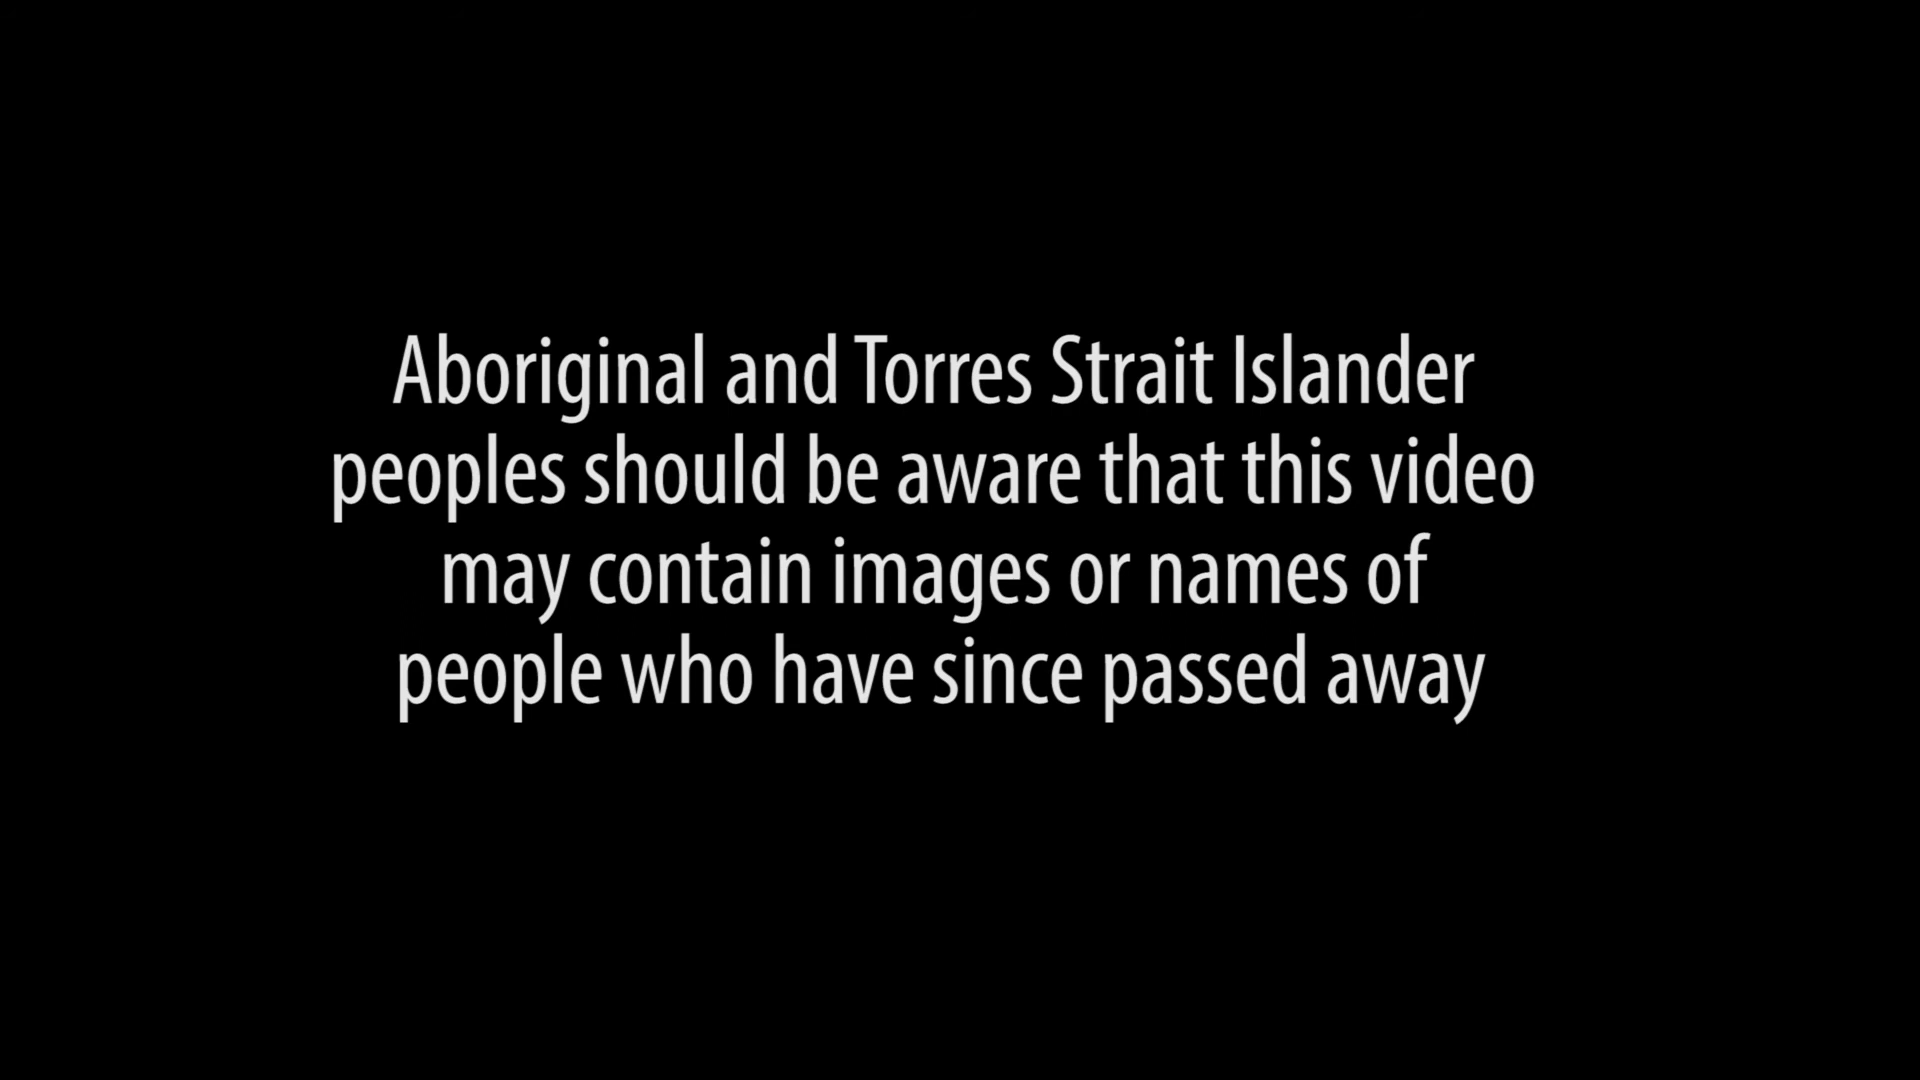 Aboriginal and Torres Strait Islander
peoples should be aware that this video
may contain images or names of
people who have since passed away